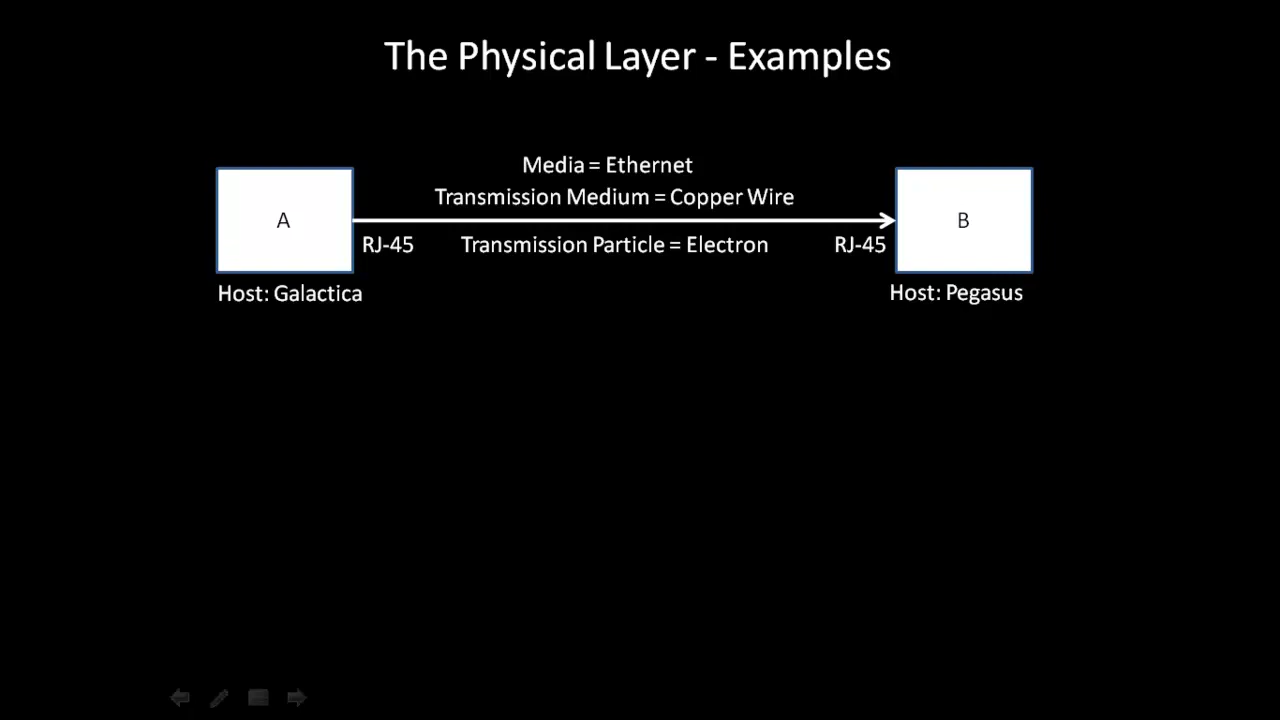 The Physical Layer - Examples
Media = Ethernet
Transmission Medium = Copper Wire
A
B
RJ-45
Transmission Particle = Electron
RJ-45
Host: Galactica
Host: Pegasus